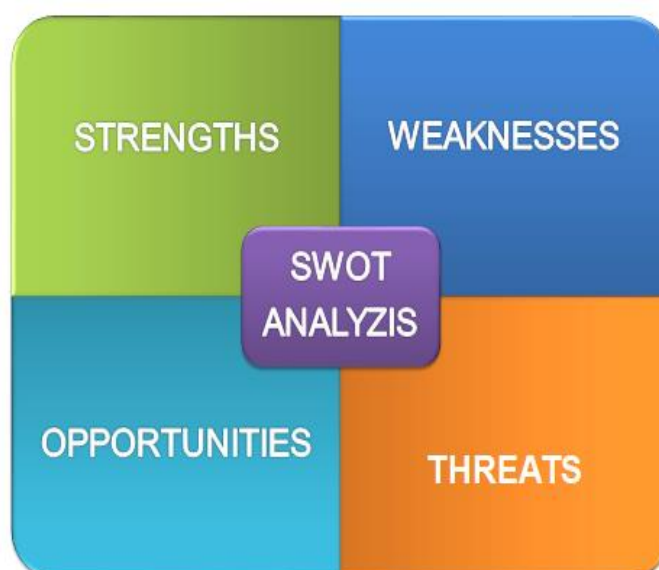 STRENGTHS
WEAKNESSES
SWOT
ANALYZIS
OPPORTUNITIES
THREATS